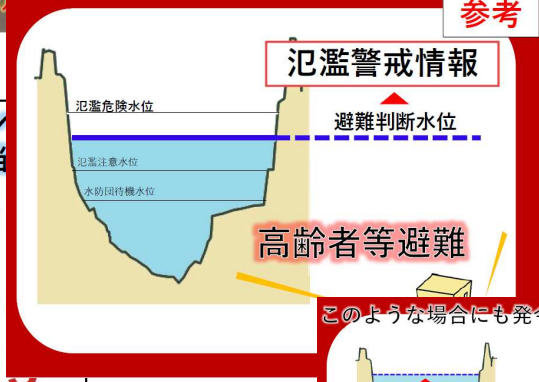 参考
氾濫警戒情報
氾濫危険水位
避難判断水位
氾濫注意水位
水防団待機水位
高齢者等避難
このような場合にも発令